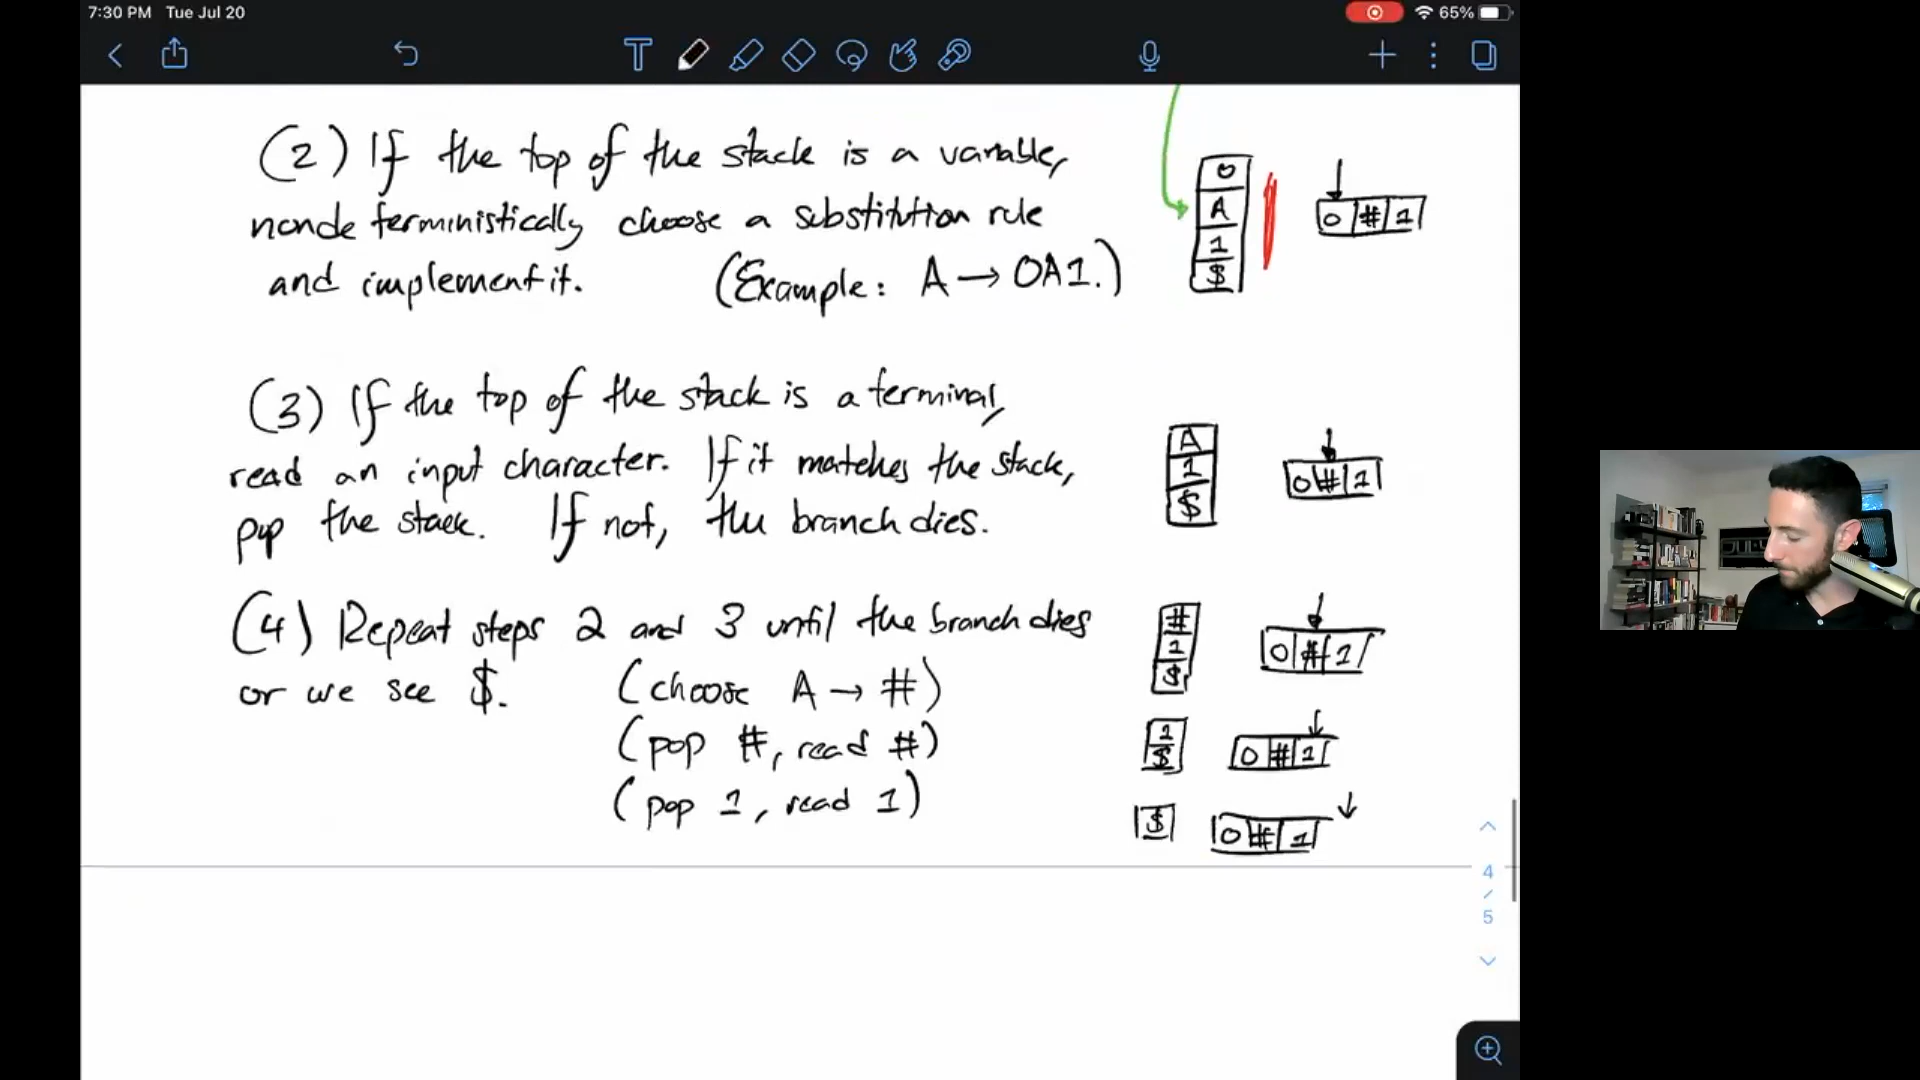 7:30 PM Tue Jul 20
65%
(2) If the top of the stack is a variable,
nondeterministically choose a substitution rule
and implement it. (Example: A → 0A1.)
0
A
1
$
0 # 1
(3) If the top of the stack is a terminal,
read an input character. If it matches the stack,
pop the stack. If not, the branch dies.
A
1
$
0 # 1
(4) Repeat steps 2 and 3 until the branch dies
or we see $. (choose A → #)
(pop #, read #)
(pop 1, read 1)
#
1
$
0 # 1
1
$
0 # 1
$
0 # 1
4
/
5